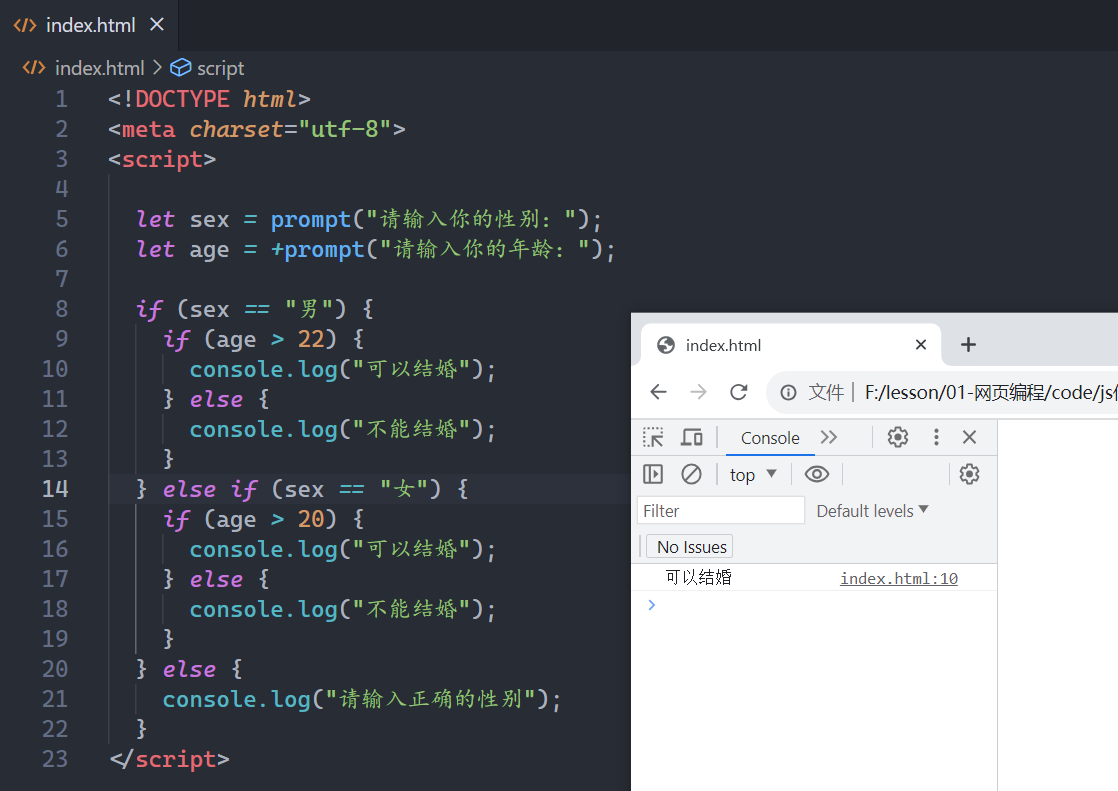 index.html
index.html > script
1 <!DOCTYPE html>
2 <meta charset="utf-8">
3 <script>
4
5 let sex = prompt("请输入你的性别：");
6 let age = +prompt("请输入你的年龄：");
7
8 if (sex == "男") {
9 if (age > 22) {
10 console.log("可以结婚");
11 } else {
12 console.log("不能结婚");
13 }
14 } else if (sex == "女") {
15 if (age > 20) {
16 console.log("可以结婚");
17 } else {
18 console.log("不能结婚");
19 }
20 } else {
21 console.log("请输入正确的性别");
22 }
23 </script>
index.html
文件 F:/lesson/01-网页编程/code/js
Console
top
Filter Default levels
No Issues
可以结婚 index.html:10